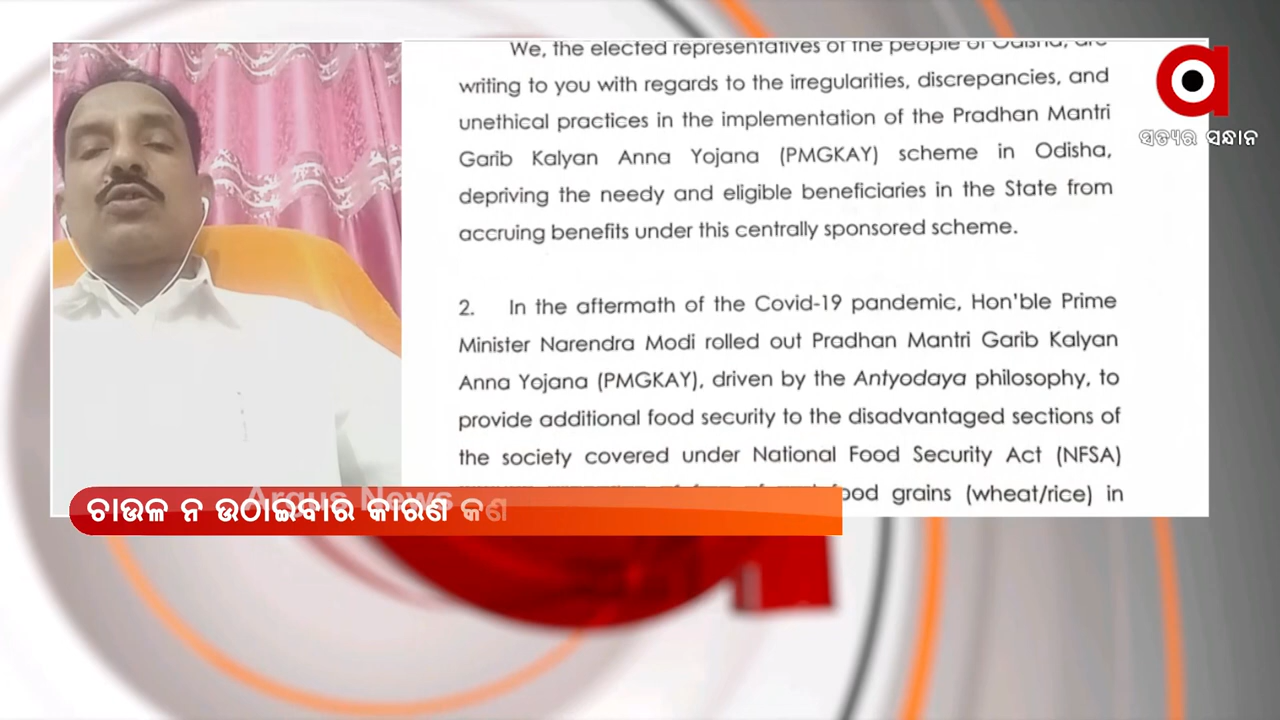 We, the elected representatives of the people of Odisha, are
writing to you with regards to the irregularities, discrepancies, and
unethical practices in the implementation of the Pradhan Mantri
Garib Kalyan Anna Yojana (PMGKAY) scheme in Odisha,
depriving the needy and eligible beneficiaries in the State from
accruing benefits under this centrally sponsored scheme.
2. In the aftermath of the Covid-19 pandemic, Hon'ble Prime
Minister Narendra Modi rolled out Pradhan Mantri Garib Kalyan
Anna Yojana (PMGKAY), driven by the Antyodaya philosophy, to
provide additional food security to the disadvantaged sections of
the society covered under National Food Security Act (NFSA)
food grains (wheat/rice) in
ସତ୍ୟର ସନ୍ଧାନ
Argus News
ଚାଉଳ ନ ଉଠାଇବାର କାରଣ କଣ